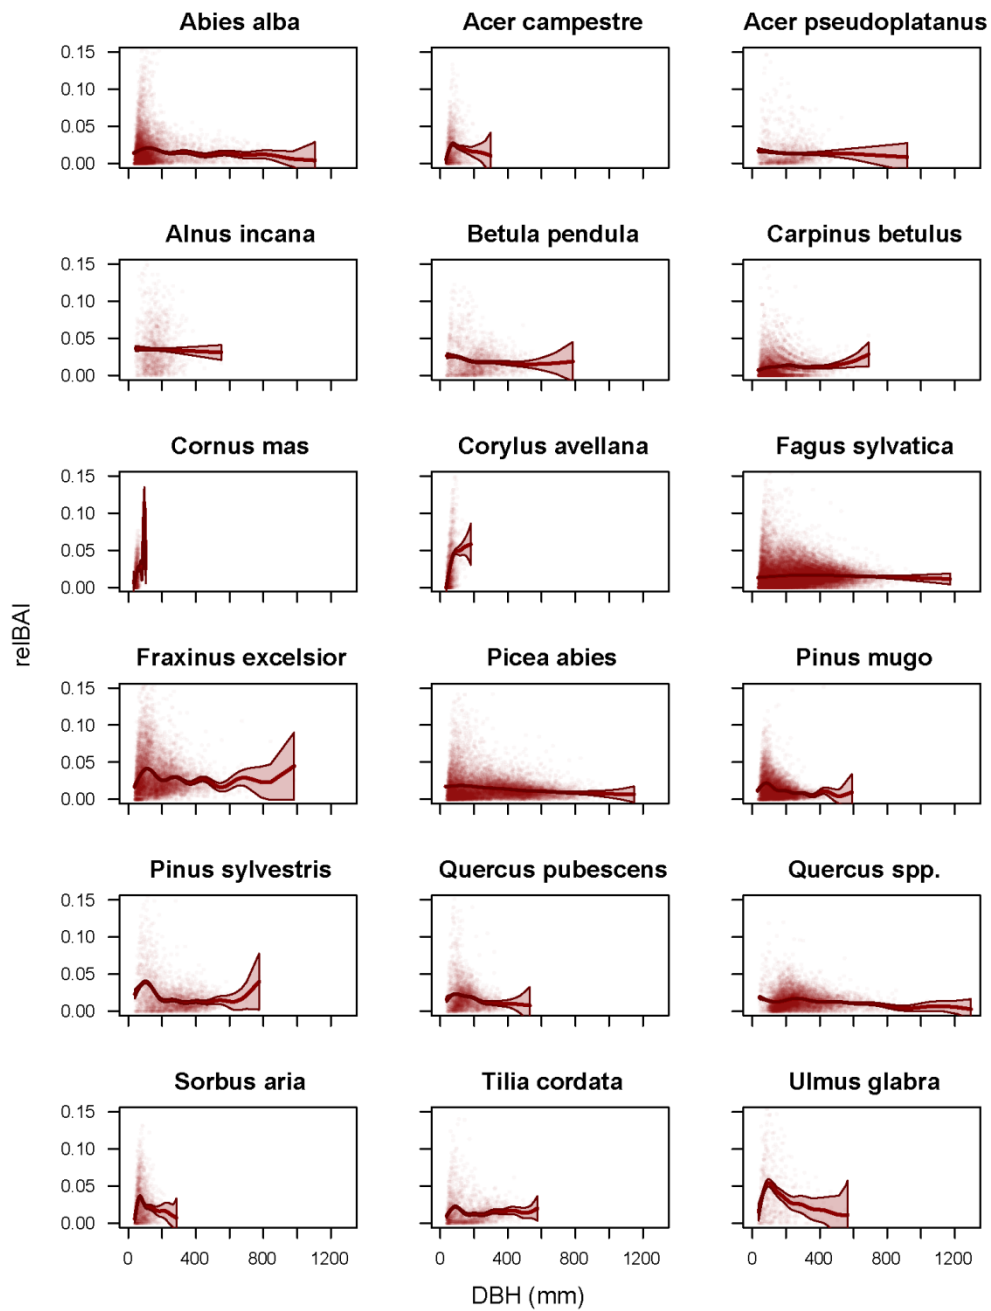 Abies alba Acer campestre Acer pseudoplatanus
0.15
0.10
0.05
0.00
Alnus incana Betula pendula Carpinus betulus
0.15
0.10
0.05
0.00
Cornus mas Corylus avellana Fagus sylvatica
0.15
0.10
0.05
0.00
relBAI
Fraxinus excelsior Picea abies Pinus mugo
0.15
0.10
0.05
0.00
Pinus sylvestris Quercus pubescens Quercus spp.
0.15
0.10
0.05
0.00
Sorbus aria Tilia cordata Ulmus glabra
0.15
0.10
0.05
0.00
0 400 800 1200 0 400 800 1200 0 400 800 1200
DBH (mm)